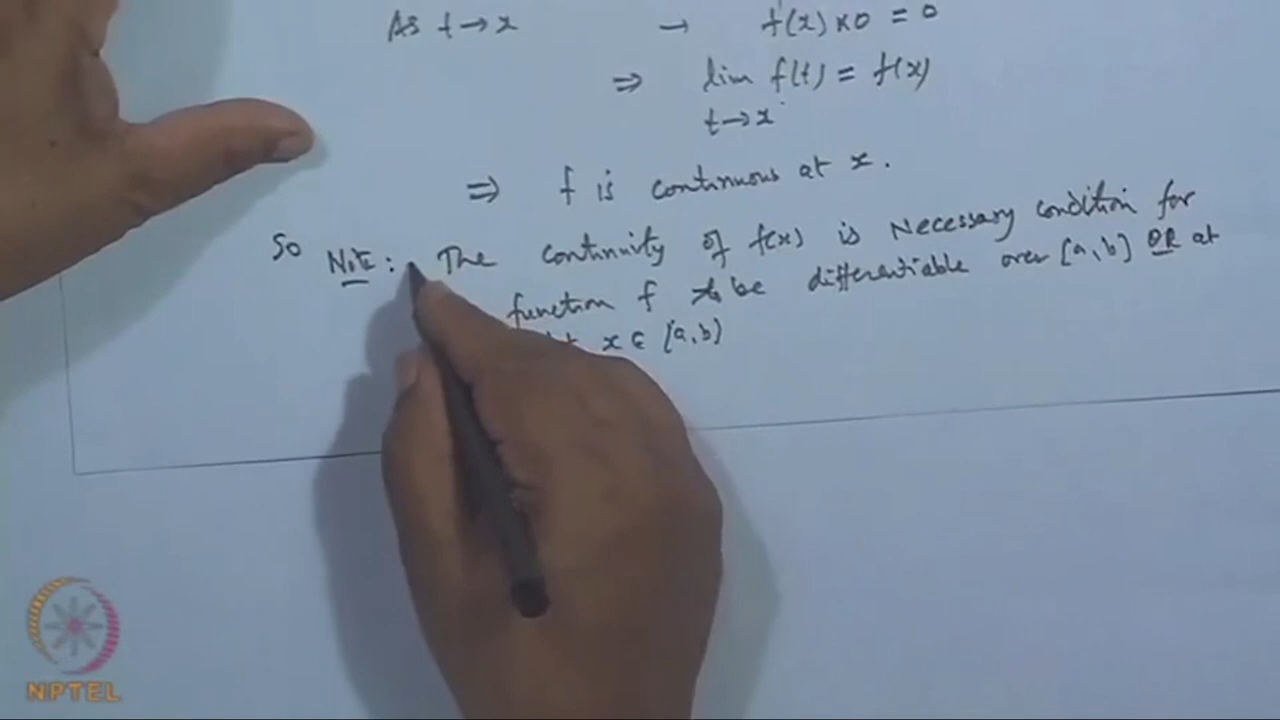 As t → x → f'(x) × 0 = 0
⇒ lim f(t) = f(x)
t → x
⇒ f is continuous at x.
So Note: The continuity of f(x) is Necessary condition for
function f to be differentiable over [a, b] OR at
x ∈ [a, b]
NPTEL